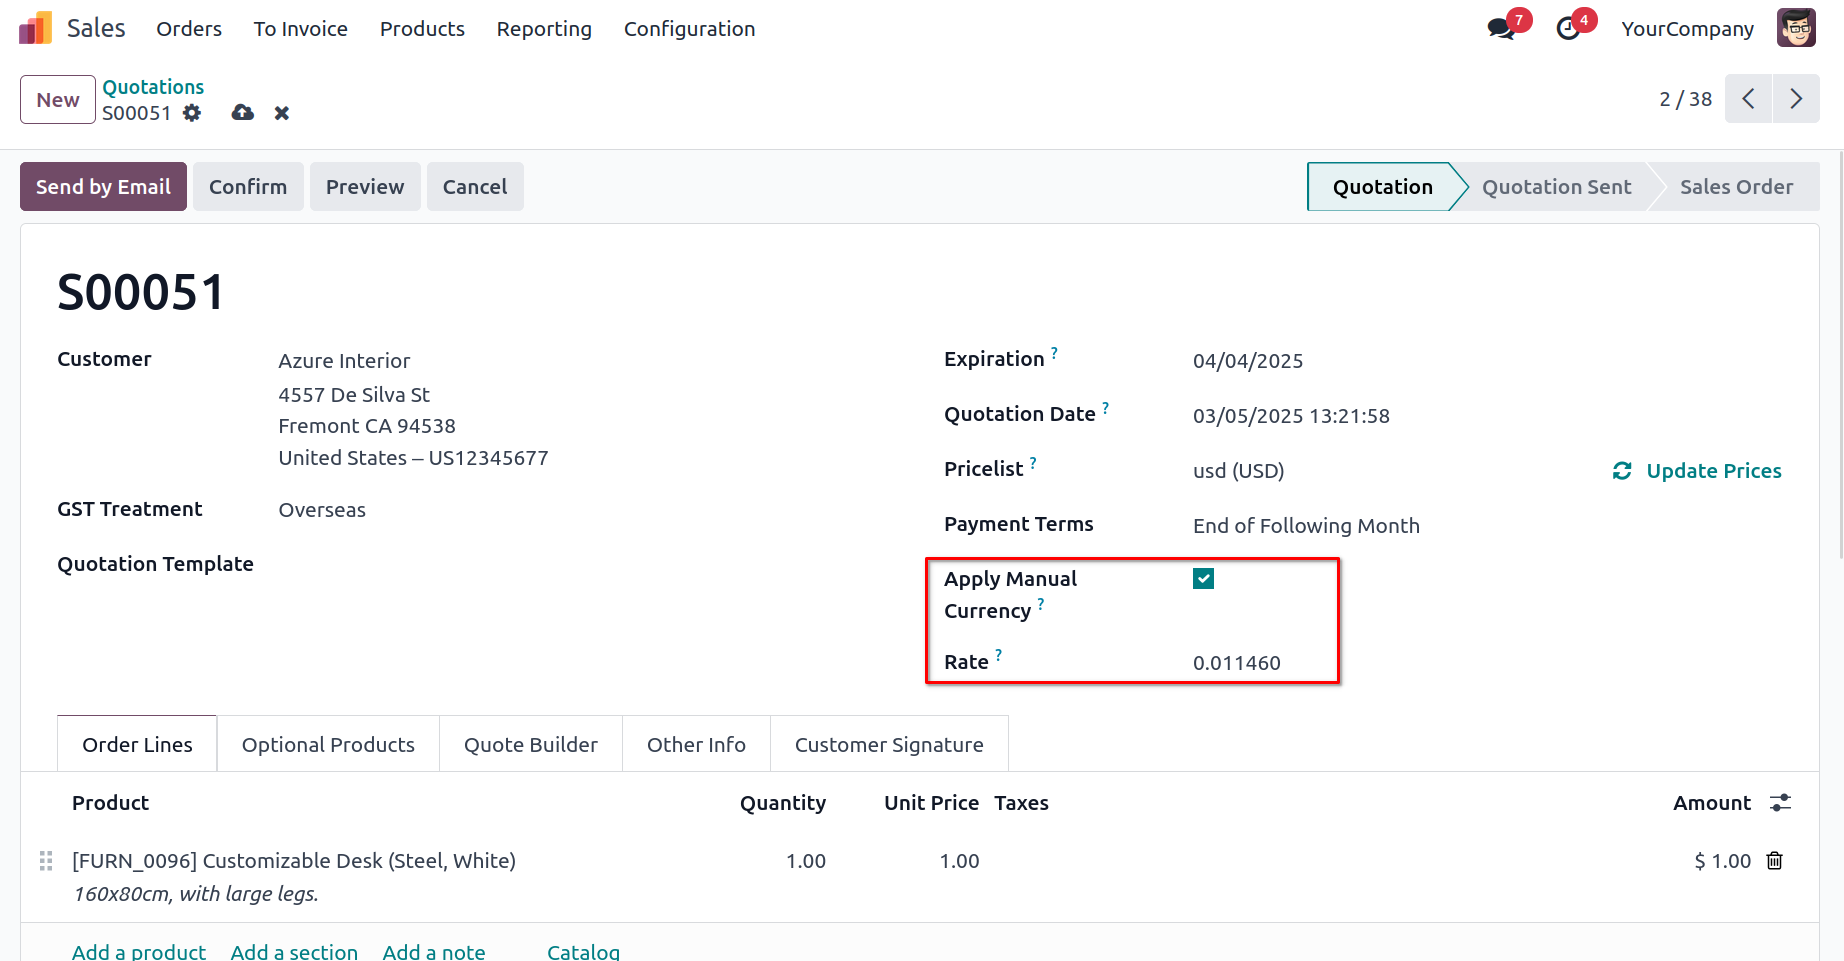 Sales Orders To Invoice Products Reporting Configuration 7 4 YourCompany
New Quotations
S00051 2 / 38
Send by Email Confirm Preview Cancel Quotation Quotation Sent Sales Order
S00051
Customer Azure Interior
4557 De Silva St
Fremont CA 94538
United States – US12345677
GST Treatment Overseas
Quotation Template
Expiration ? 04/04/2025
Quotation Date ? 03/05/2025 13:21:58
Pricelist ? usd (USD) Update Prices
Payment Terms End of Following Month
Apply Manual
Currency ?
Rate ? 0.011460
Order Lines Optional Products Quote Builder Other Info Customer Signature
Product Quantity Unit Price Taxes Amount
[FURN_0096] Customizable Desk (Steel, White) 1.00 1.00 $ 1.00
160x80cm, with large legs.
Add a product Add a section Add a note Catalog